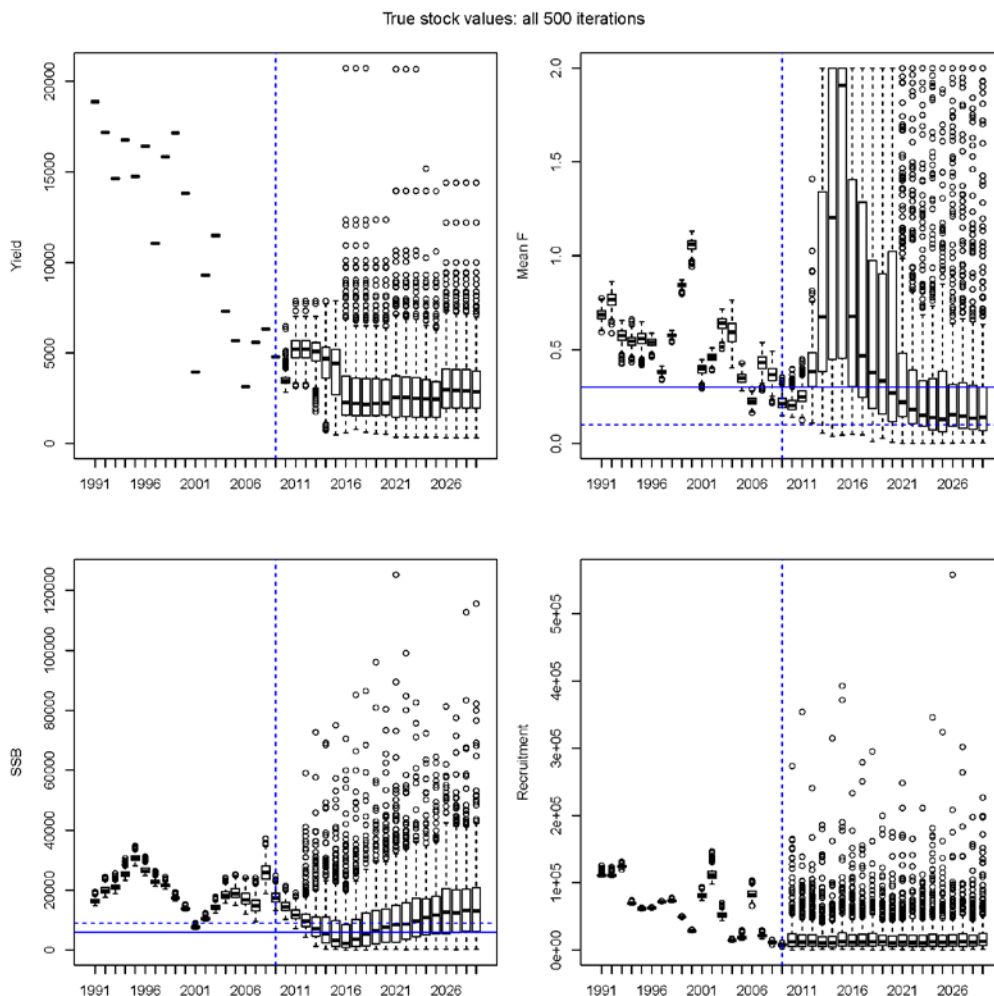 True stock values: all 500 iterations
Yield
20000
15000
10000
5000
0
1991 1996 2001 2006 2011 2016 2021 2026
Mean F
2.0
1.5
1.0
0.5
0.0
1991 1996 2001 2006 2011 2016 2021 2026
SSB
120000
100000
80000
60000
40000
20000
0
1991 1996 2001 2006 2011 2016 2021 2026
Recruitment
5e+05
4e+05
3e+05
2e+05
1e+05
0e+00
1991 1996 2001 2006 2011 2016 2021 2026